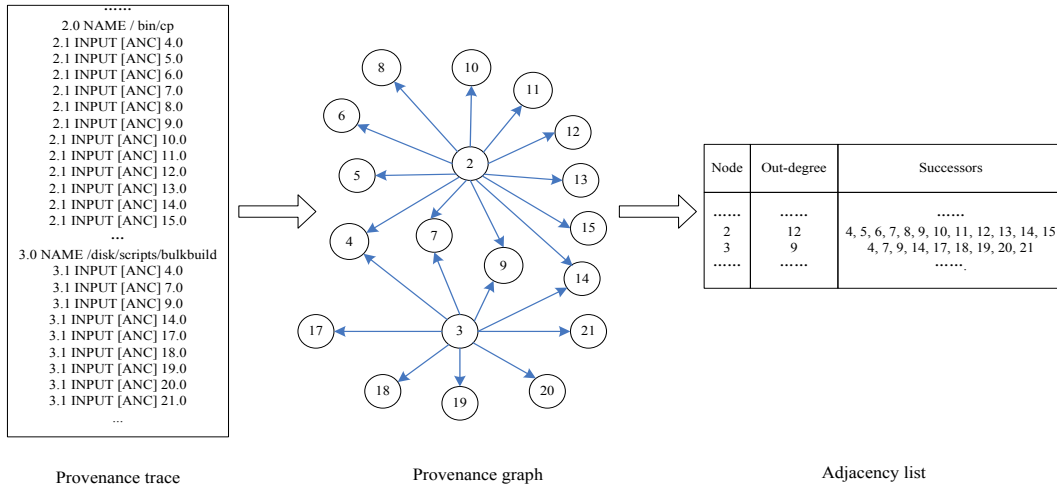 ......
2.0 NAME / bin/cp
2.1 INPUT [ANC] 4.0
2.1 INPUT [ANC] 5.0
2.1 INPUT [ANC] 6.0
2.1 INPUT [ANC] 7.0
2.1 INPUT [ANC] 8.0
2.1 INPUT [ANC] 9.0
2.1 INPUT [ANC] 10.0
2.1 INPUT [ANC] 11.0
2.1 INPUT [ANC] 12.0
2.1 INPUT [ANC] 13.0
2.1 INPUT [ANC] 14.0
2.1 INPUT [ANC] 15.0
...
3.0 NAME /disk/scripts/bulkbuild
3.1 INPUT [ANC] 4.0
3.1 INPUT [ANC] 7.0
3.1 INPUT [ANC] 9.0
3.1 INPUT [ANC] 14.0
3.1 INPUT [ANC] 17.0
3.1 INPUT [ANC] 18.0
3.1 INPUT [ANC] 19.0
3.1 INPUT [ANC] 20.0
3.1 INPUT [ANC] 21.0
...
Provenance trace
8
10
11
6
12
2
5
13
15
4
7
9
14
17
3
21
18
19
20
Provenance graph
Node Out-degree Successors
...... ...... ......
2 12 4, 5, 6, 7, 8, 9, 10, 11, 12, 13, 14, 15
3 9 4, 7, 9, 14, 17, 18, 19, 20, 21
...... ...... .......
Adjacency list